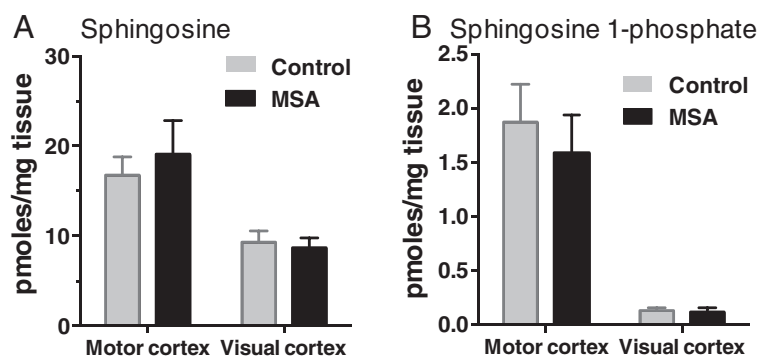 A Sphingosine
pmoles/mg tissue
30
20
10
0
Control
MSA
Motor cortex Visual cortex
B Sphingosine 1-phosphate
pmoles/mg tissue
2.5
2.0
1.5
1.0
0.5
0.0
Control
MSA
Motor cortex Visual cortex